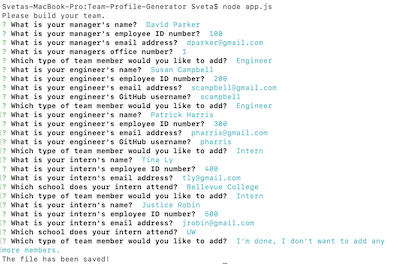 Svetas-MacBook-Pro:Team-Profile-Generator Sveta$ node app.js
Please build your team.
? What is your manager's name? David Parker
? What is your manager's employee ID number? 100
? What is your manager's email address? dparker@gmail.com
? What is your managers office number? 1
? Which type of team member would you like to add? Engineer
? What is your engineer's name? Susan Campbell
? What is your engineer's employee ID number? 200
? What is your engineer's email address? scampbell@gmail.com
? What is your engineer's GitHub username? scampbell
? Which type of team member would you like to add? Engineer
? What is your engineer's name? Patrick Harris
? What is your engineer's employee ID number? 300
? What is your engineer's email address? pharris@gmail.com
? What is your engineer's GitHub username? pharris
? Which type of team member would you like to add? Intern
? What is your intern's name? Tina Ly
? What is your intern's employee ID number? 400
? What is your intern's email address? tly@gmail.com
? Which school does your intern attend? Bellevue College
? Which type of team member would you like to add? Intern
? What is your intern's name? Justice Robin
? What is your intern's employee ID number? 500
? What is your intern's email address? jrobin@gmail.com
? Which school does your intern attend? UW
? Which type of team member would you like to add? I'm done, I don't want to add any
more members.
The file has been saved!